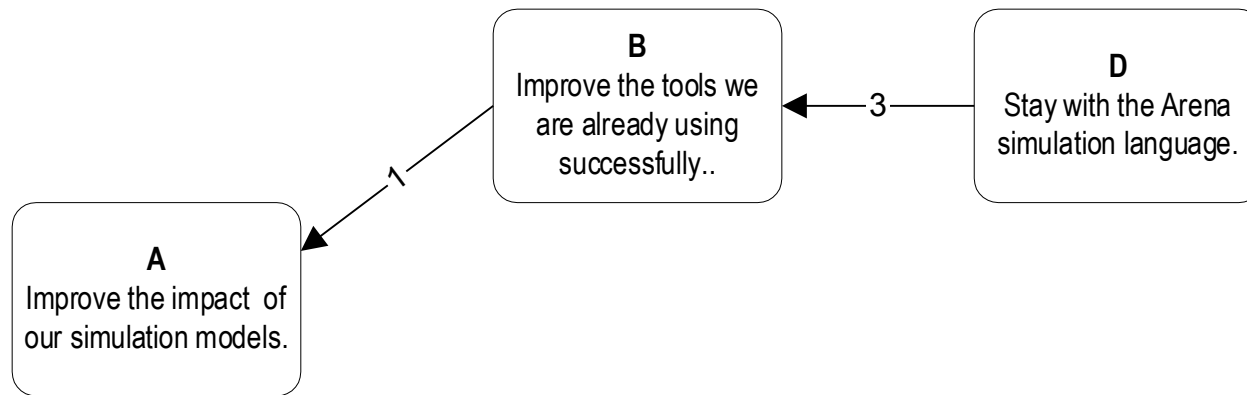 B
Improve the tools we
are already using
successfully..
D
Stay with the Arena
simulation language.
3
1
A
Improve the impact of
our simulation models.